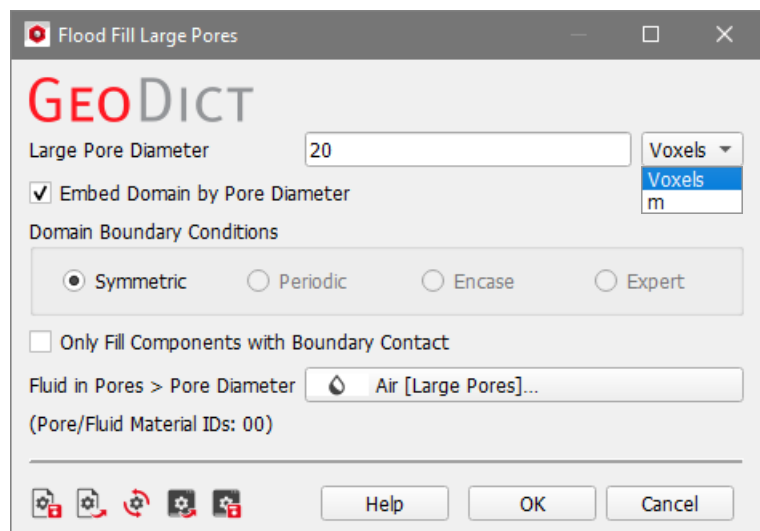 Flood Fill Large Pores
GEODICT
Large Pore Diameter 20 Voxels
Voxels
m
Embed Domain by Pore Diameter
Domain Boundary Conditions
Symmetric Periodic Encase Expert
Only Fill Components with Boundary Contact
Fluid in Pores > Pore Diameter Air [Large Pores]...
(Pore/Fluid Material IDs: 00)
Help OK Cancel